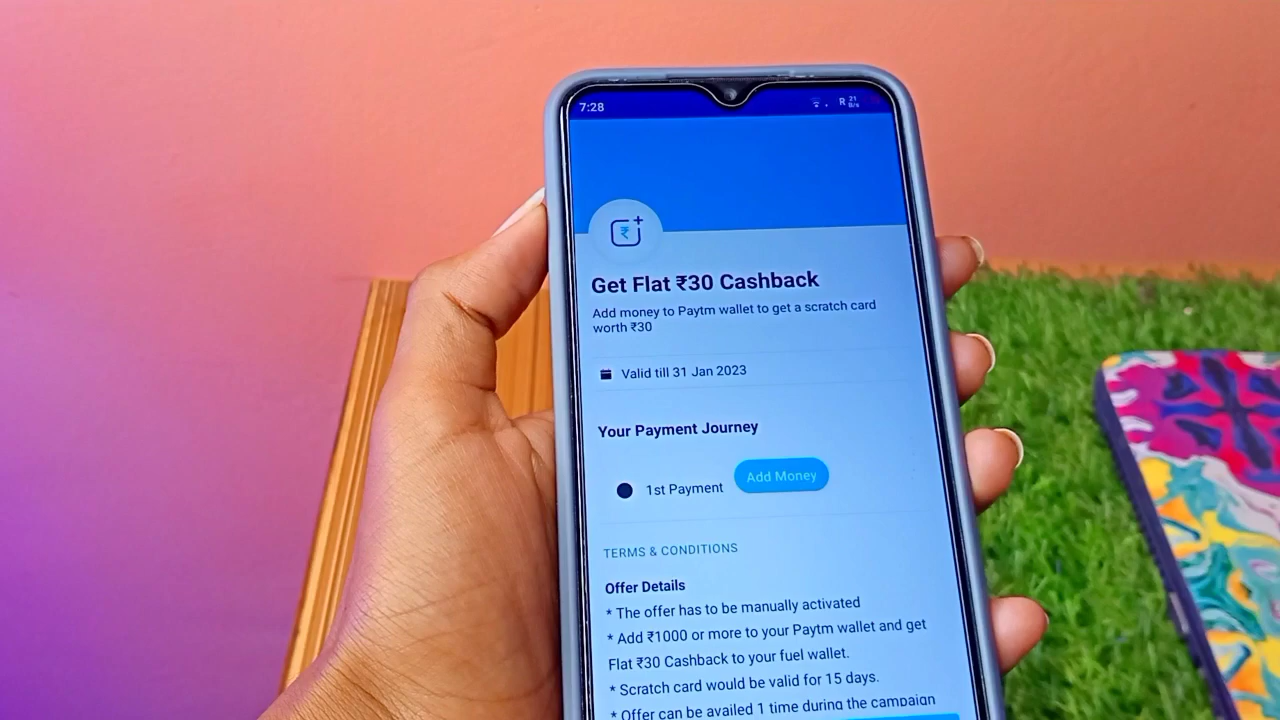 7:28
R 21 B/s
₹
Get Flat ₹30 Cashback
Add money to Paytm wallet to get a scratch card
worth ₹30
Valid till 31 Jan 2023
Your Payment Journey
1st Payment
Add Money
TERMS & CONDITIONS
Offer Details
* The offer has to be manually activated
* Add ₹1000 or more to your Paytm wallet and get
Flat ₹30 Cashback to your fuel wallet.
* Scratch card would be valid for 15 days.
* Offer can be availed 1 time during the campaign